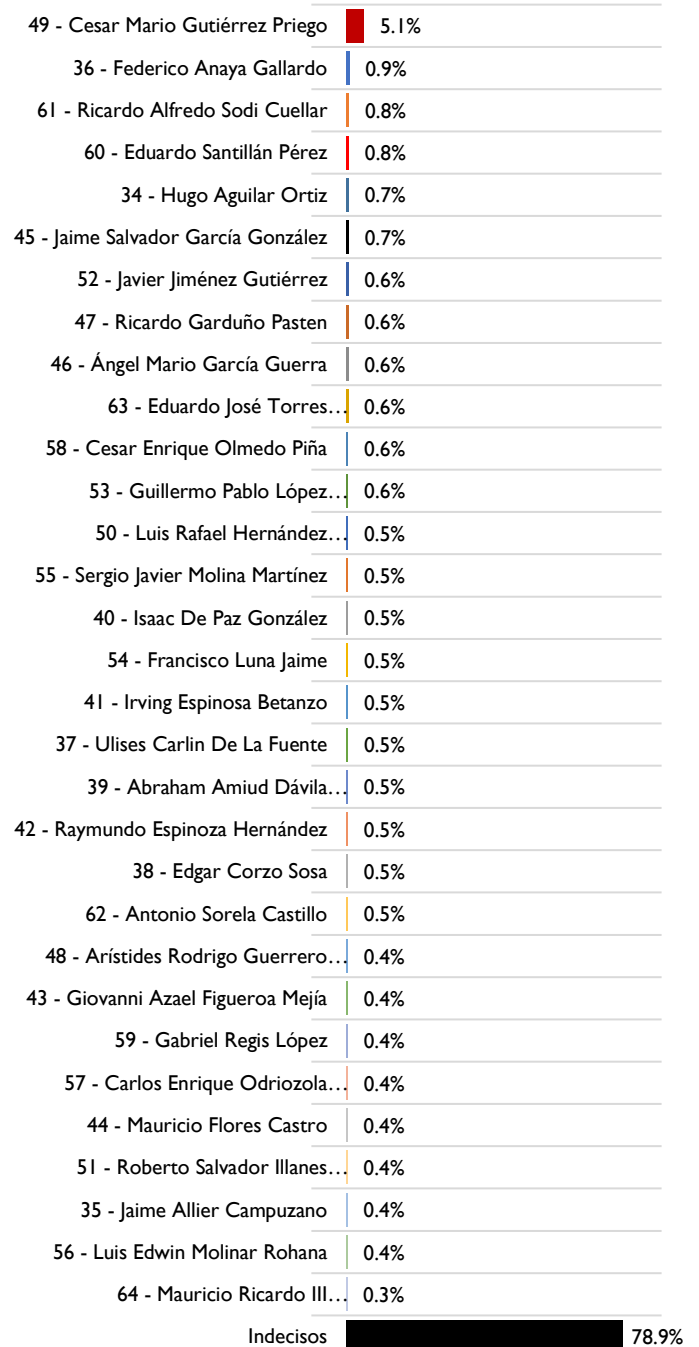 49 - Cesar Mario Gutiérrez Priego 5.1%
36 - Federico Anaya Gallardo 0.9%
61 - Ricardo Alfredo Sodi Cuellar 0.8%
60 - Eduardo Santillán Pérez 0.8%
34 - Hugo Aguilar Ortiz 0.7%
45 - Jaime Salvador García González 0.7%
52 - Javier Jiménez Gutiérrez 0.6%
47 - Ricardo Garduño Pasten 0.6%
46 - Ángel Mario García Guerra 0.6%
63 - Eduardo José Torres… 0.6%
58 - Cesar Enrique Olmedo Piña 0.6%
53 - Guillermo Pablo López… 0.6%
50 - Luis Rafael Hernández… 0.5%
55 - Sergio Javier Molina Martínez 0.5%
40 - Isaac De Paz González 0.5%
54 - Francisco Luna Jaime 0.5%
41 - Irving Espinosa Betanzo 0.5%
37 - Ulises Carlin De La Fuente 0.5%
39 - Abraham Amiud Dávila… 0.5%
42 - Raymundo Espinoza Hernández 0.5%
38 - Edgar Corzo Sosa 0.5%
62 - Antonio Sorela Castillo 0.5%
48 - Arístides Rodrigo Guerrero… 0.4%
43 - Giovanni Azael Figueroa Mejía 0.4%
59 - Gabriel Regis López 0.4%
57 - Carlos Enrique Odriozola… 0.4%
44 - Mauricio Flores Castro 0.4%
51 - Roberto Salvador Illanes… 0.4%
35 - Jaime Allier Campuzano 0.4%
56 - Luis Edwin Molinar Rohana 0.4%
64 - Mauricio Ricardo III… 0.3%
Indecisos 78.9%